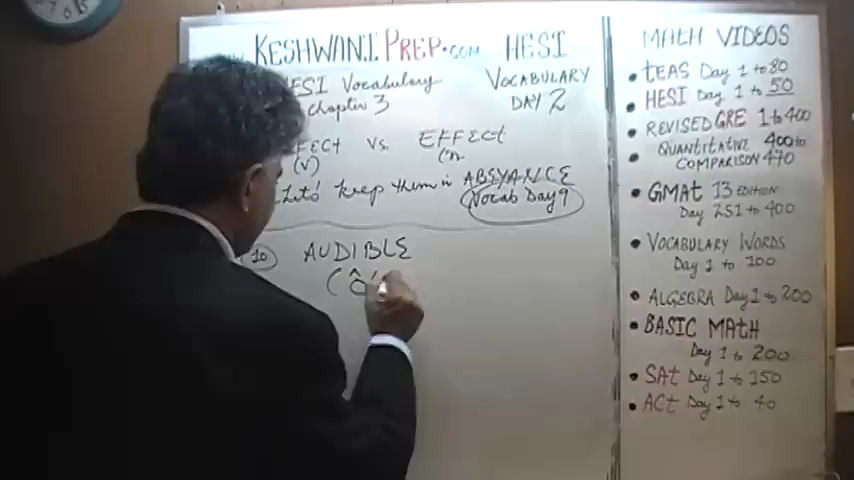 KESHWANI PREP.COM HESI
HESI Vocabulary
Chapter 3
VOCABULARY
DAY 2
VS. EFFECT
(v) (n
Let's keep them in ABEYANCE
Vocab Day 9
10 AUDIBLE
(ô
MATH VIDEOS
• TEAS Day 1 to 80
• HESI Day 1 to 50
• REVISED GRE 1 to 400
• QUANTITATIVE 400 to
COMPARISON 470
• GMAT 13 EDITION
Day 251 to 400
• VOCABULARY WORDS
Day 1 to 100
• ALGEBRA Day 1 to 200
• BASIC MATH
Day 1 to 200
• SAT Day 1 to 150
• ACT Day 1 to 40